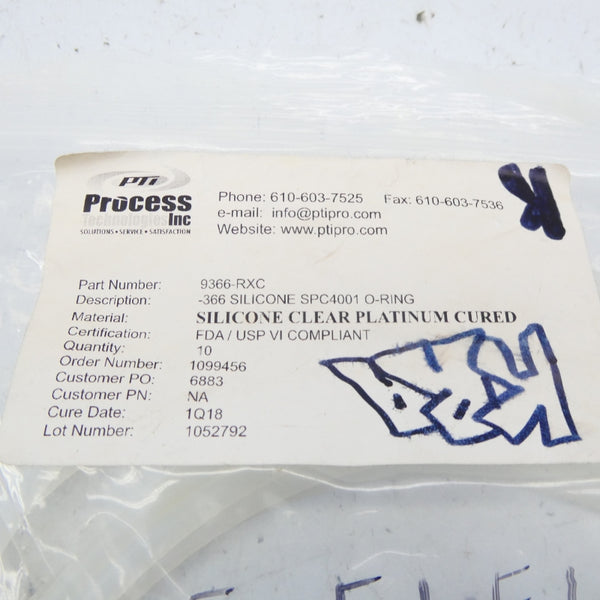 PTi
Process
Technologies Inc
SOLUTIONS • SERVICE • SATISFACTION
Phone: 610-603-7525 Fax: 610-603-7536
e-mail: info@ptipro.com
Website: www.ptipro.com
Part Number: 9366-RXC
Description: -366 SILICONE SPC4001 O-RING
Material: SILICONE CLEAR PLATINUM CURED
Certification: FDA / USP VI COMPLIANT
Quantity: 10
Order Number: 1099456
Customer PO: 6883
Customer PN: NA
Cure Date: 1Q18
Lot Number: 1052792